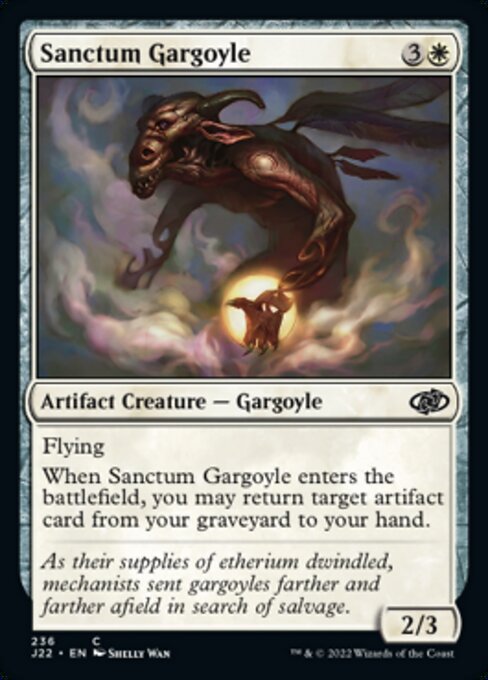 Sanctum Gargoyle 3
Artifact Creature — Gargoyle
Flying
When Sanctum Gargoyle enters the
battlefield, you may return target artifact
card from your graveyard to your hand.
As their supplies of etherium dwindled,
mechanists sent gargoyles farther and
farther afield in search of salvage.
2/3
236 C
J22 • EN Shelly Wan
™ & © 2022 Wizards of the Coast